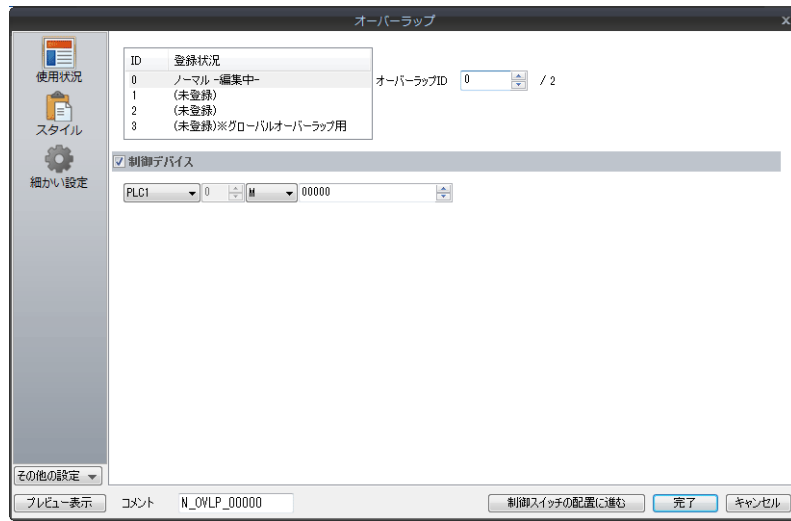 オーバーラップ x
使用状況
スタイル
細かい設定
ID 登録状況
0 ノーマル -編集中-
1 (未登録)
2 (未登録)
3 (未登録)※グローバルオーバーラップ用
オーバーラップID 0 / 2
制御デバイス
PLC1 0 M 00000
その他の設定
プレビュー表示 コメント N_OVLP_00000 制御スイッチの配置に進む 完了 キャンセル